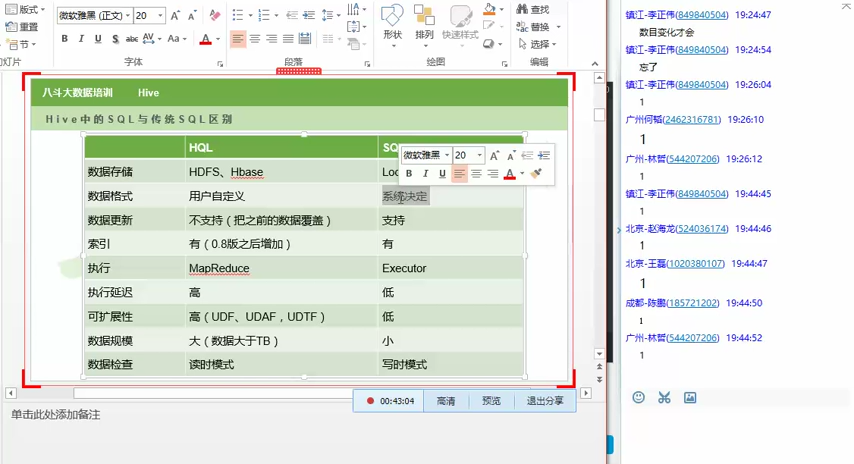 版式
重置
节
灯片
微软雅黑 (正文) 20
B I U S abc AV Aa A
字体
段落
形状
排列
快速样式
绘图
查找
替换
选择
编辑
八斗大数据培训 Hive
Hive中的SQL与传统SQL区别
HQL SQ
微软雅黑 20
B I U A
数据存储 HDFS、Hbase Loc
数据格式 用户自定义 系统决定
数据更新 不支持（把之前的数据覆盖） 支持
索引 有（0.8版之后增加） 有
执行 MapReduce Executor
执行延迟 高 低
可扩展性 高（UDF、UDAF，UDTF） 低
数据规模 大（数据大于TB） 小
数据检查 读时模式 写时模式
00:43:04 高清 预览 退出分享
单击此处添加备注
镇江-李正伟(849840504) 19:24:47
数目变化才会
镇江-李正伟(849840504) 19:24:54
忘了
镇江-李正伟(849840504) 19:26:04
1
广州何韬(2462316781) 19:26:10
1
广州-林晳(544207206) 19:26:12
1
镇江-李正伟(849840504) 19:44:45
1
北京-赵海龙(524036174) 19:44:46
1
北京-王磊(1020380107) 19:44:47
1
成都-陈鹏(185721202) 19:44:50
1
广州-林晳(544207206) 19:44:52
1